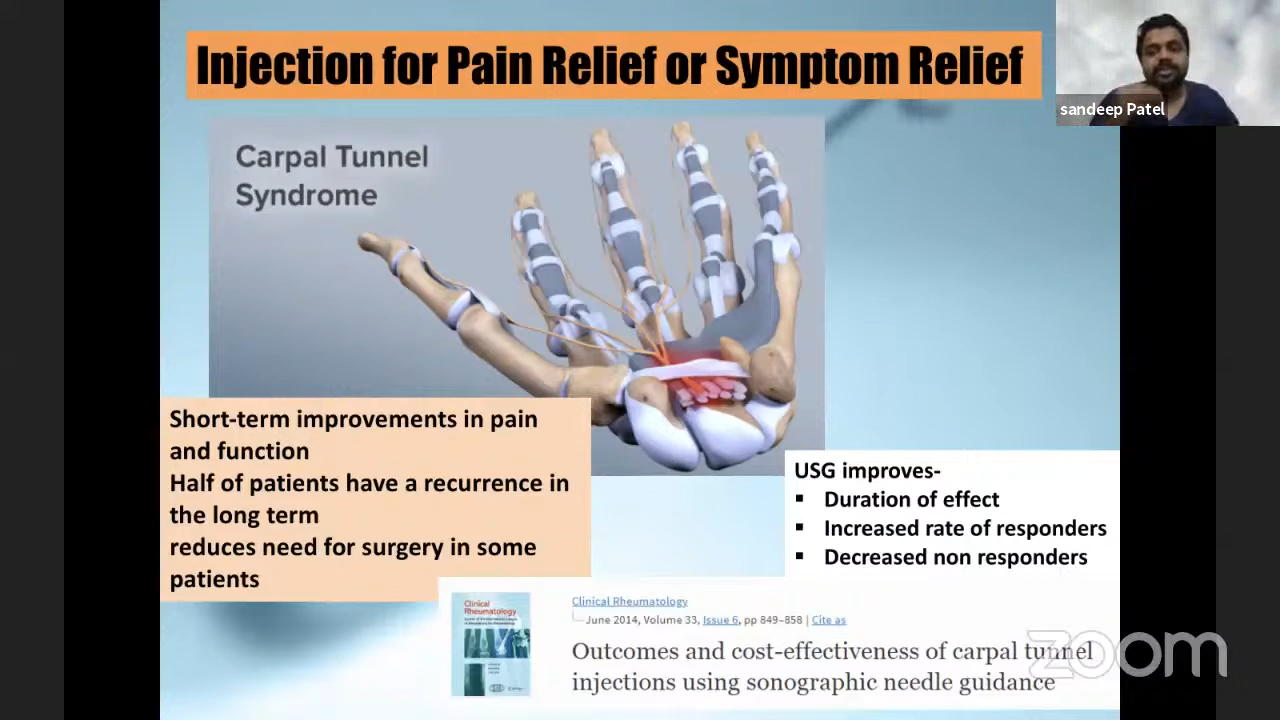 Injection for Pain Relief or Symptom Relief
sandeep Patel
Carpal Tunnel
Syndrome
Short-term improvements in pain
and function
Half of patients have a recurrence in
the long term
reduces need for surgery in some
patients
USG improves-
▪ Duration of effect
▪ Increased rate of responders
▪ Decreased non responders
Clinical
Rheumatology
Clinical Rheumatology
June 2014, Volume 33, Issue 6, pp 849–858 | Cite as
Outcomes and cost-effectiveness of carpal tunnel
injections using sonographic needle guidance
zoom